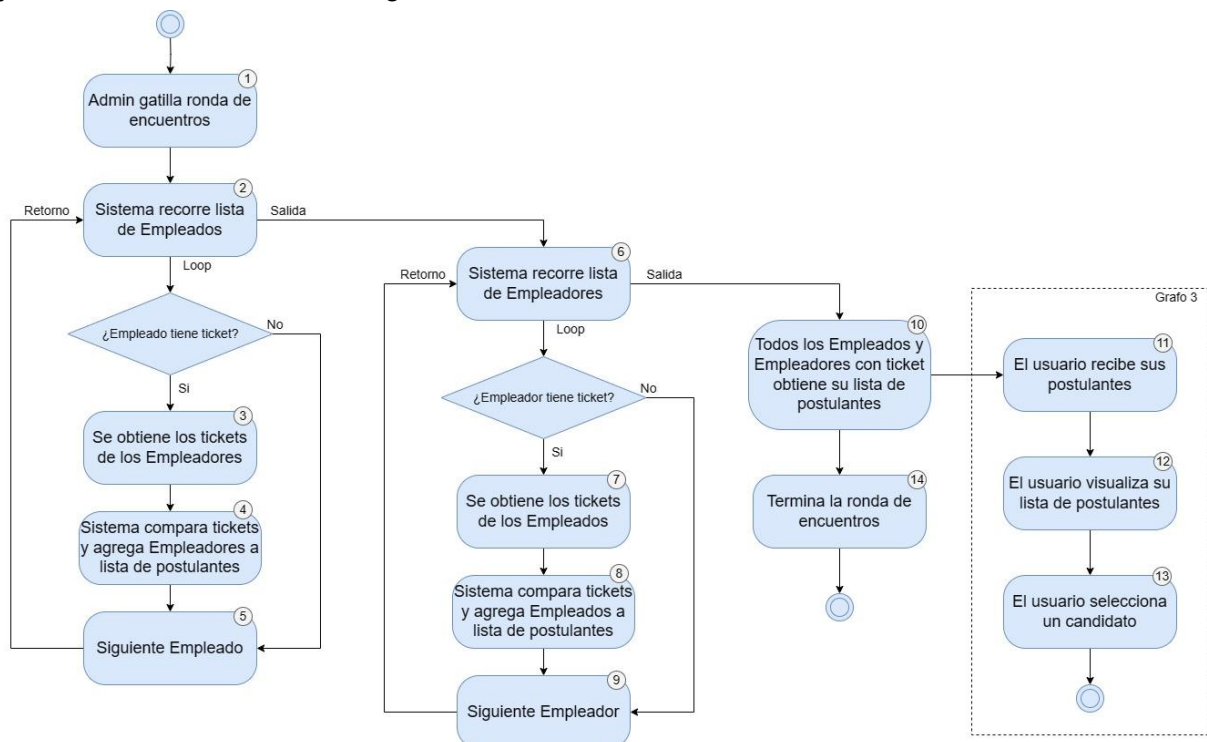 1
Admin gatilla ronda de
encuentros
2
Retorno
Sistema recorre lista
de Empleados
Salida
Loop
¿Empleado tiene ticket?
No
Si
3
Se obtiene los tickets
de los Empleadores
4
Sistema compara tickets
y agrega Empleadores a
lista de postulantes
5
Siguiente Empleado
6
Retorno
Sistema recorre lista
de Empleadores
Salida
Loop
¿Empleador tiene ticket?
No
Si
7
Se obtiene los tickets
de los Empleados
8
Sistema compara tickets
y agrega Empleados a
lista de postulantes
9
Siguiente Empleador
10
Todos los Empleados y
Empleadores con ticket
obtiene su lista de
postulantes
14
Termina la ronda de
encuentros
Grafo 3
11
El usuario recibe sus
postulantes
12
El usuario visualiza su
lista de postulantes
13
El usuario selecciona
un candidato